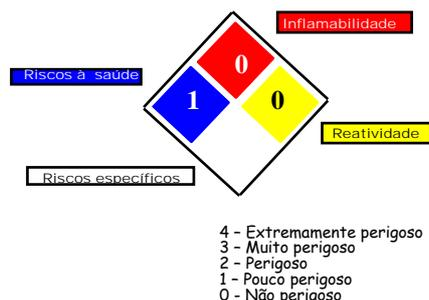 Inflamabilidade
0
Riscos à saúde
1
0
Reatividade
Riscos específicos
4 - Extremamente perigoso
3 - Muito perigoso
2 - Perigoso
1 - Pouco perigoso
0 - Não perigoso